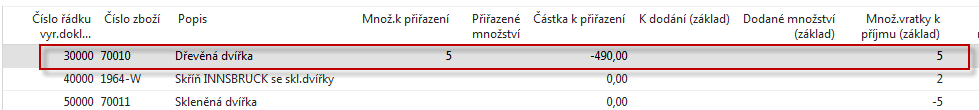 Číslo řádku vyr.dokl... Číslo zboží Popis Množ.k přiřazení Přiřazené množství Částka k přiřazení K dodání (základ) Dodané množství (základ) Množ.vratky k příjmu (základ)
30000 70010 Dřevěná dvířka 5 -490,00 5
40000 1964-W Skříň INNSBRUCK se skl.dvířky 0,00 2
50000 70011 Skleněná dvířka 0,00 -5